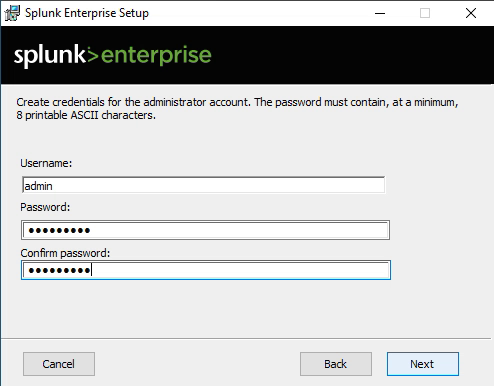 Splunk Enterprise Setup
splunk>enterprise
Create credentials for the administrator account. The password must contain, at a minimum,
8 printable ASCII characters.
Username:
admin
Password:
●●●●●●●●●
Confirm password:
●●●●●●●●●
Cancel Back Next